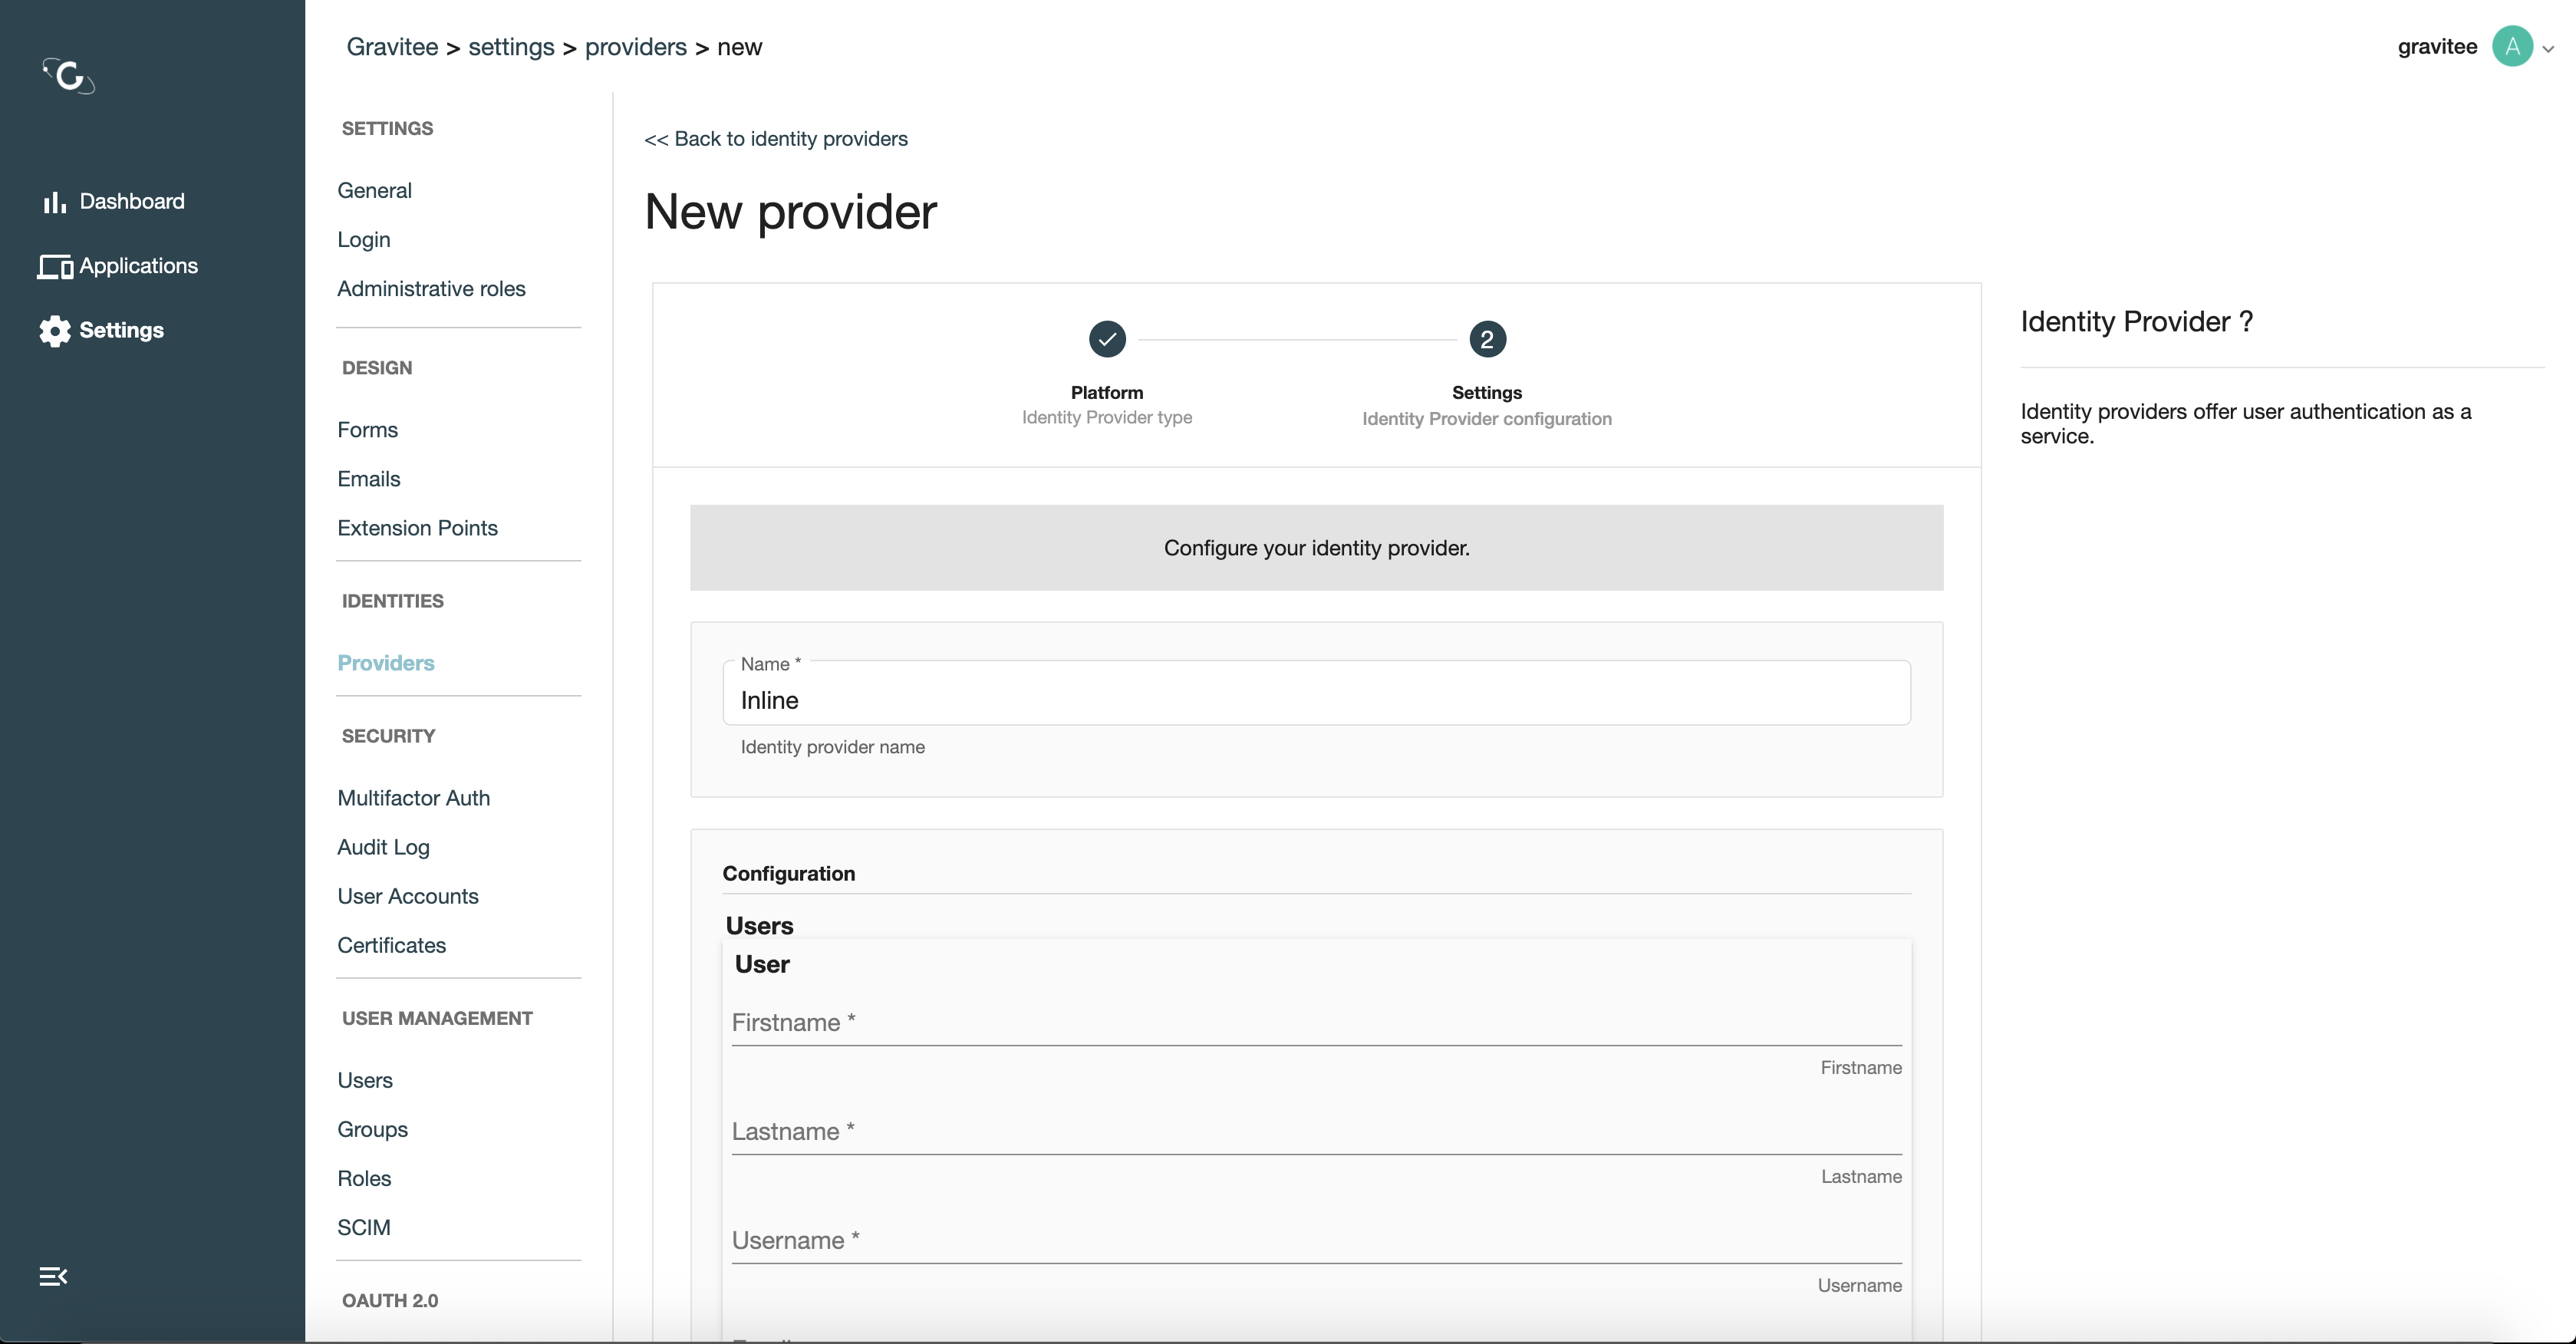 Gravitee > settings > providers > new
gravitee
A
Dashboard
Applications
Settings
SETTINGS
General
Login
Administrative roles
DESIGN
Forms
Emails
Extension Points
IDENTITIES
Providers
SECURITY
Multifactor Auth
Audit Log
User Accounts
Certificates
USER MANAGEMENT
Users
Groups
Roles
SCIM
OAUTH 2.0
<< Back to identity providers
New provider
Platform
Identity Provider type
2
Settings
Identity Provider configuration
Configure your identity provider.
Name *
Inline
Identity provider name
Configuration
Users
User
Firstname *
Firstname
Lastname *
Lastname
Username *
Username
Identity Provider ?
Identity providers offer user authentication as a
service.